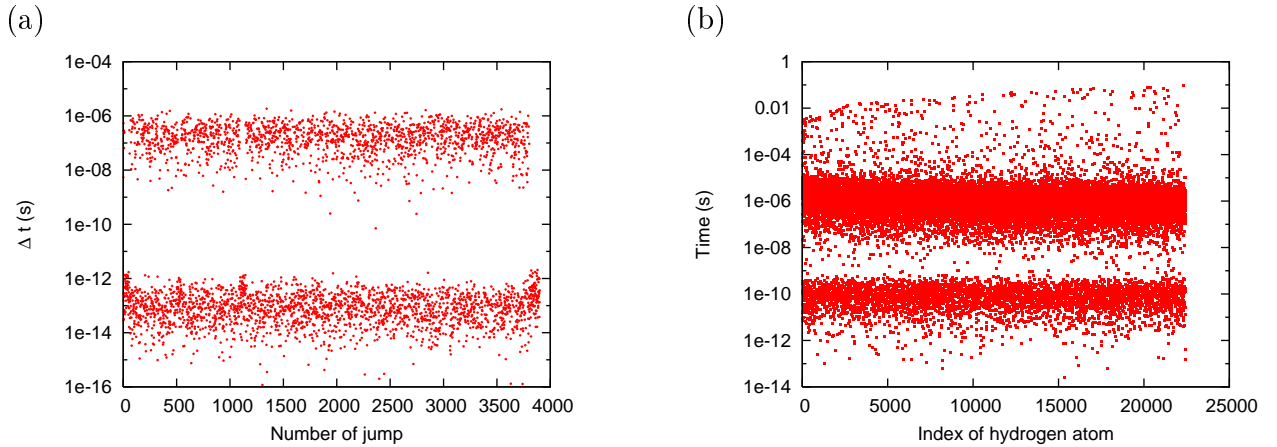 (a)
1e-04
1e-06
1e-08
1e-10
1e-12
1e-14
1e-16
Δ t (s)
0 500 1000 1500 2000 2500 3000 3500 4000
Number of jump
(b)
1
0.01
1e-04
1e-06
1e-08
1e-10
1e-12
1e-14
Time (s)
0 5000 10000 15000 20000 25000
Index of hydrogen atom